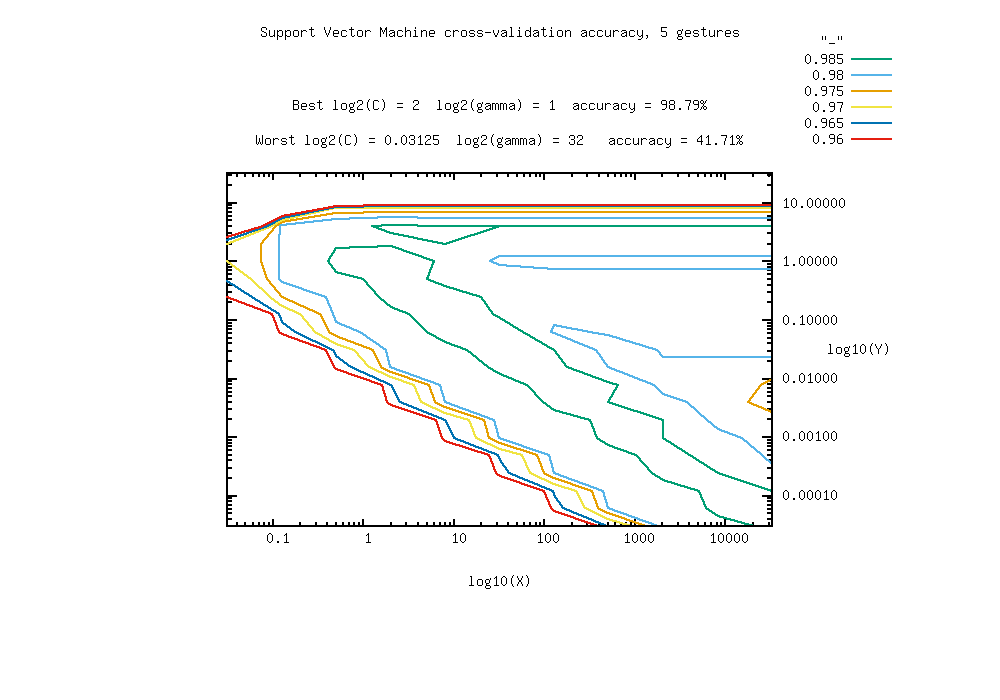 Support Vector Machine cross-validation accuracy, 5 gestures
"_"
0.985
0.98
0.975
0.97
0.965
0.96
Best log2(C) = 2  log2(gamma) = 1  accuracy = 98.79%
Worst log2(C) = 0.03125  log2(gamma) = 32   accuracy = 41.71%
10.00000
1.00000
0.10000
log10(Y)
0.01000
0.00100
0.00010
0.1 1 10 100 1000 10000
log10(X)